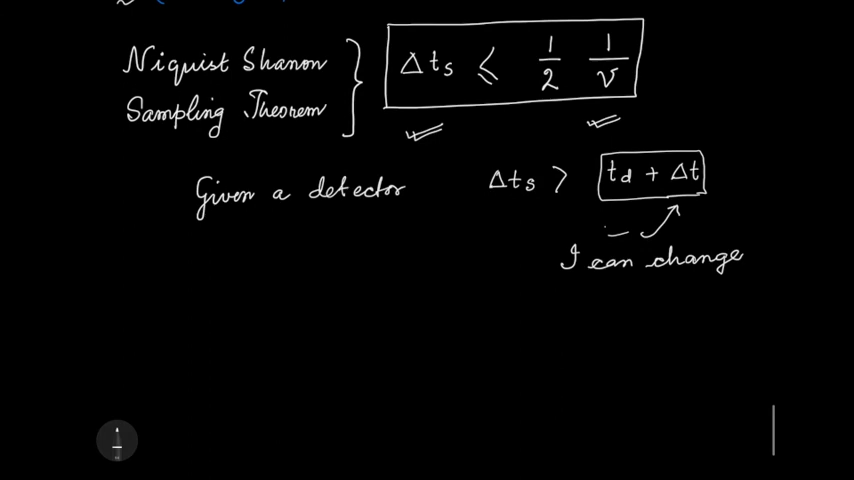 Niquist Shanon
Sampling Theorem } Δts ⩽ 1/2 1/ν
Given a detector Δts > td + Δt
I can change